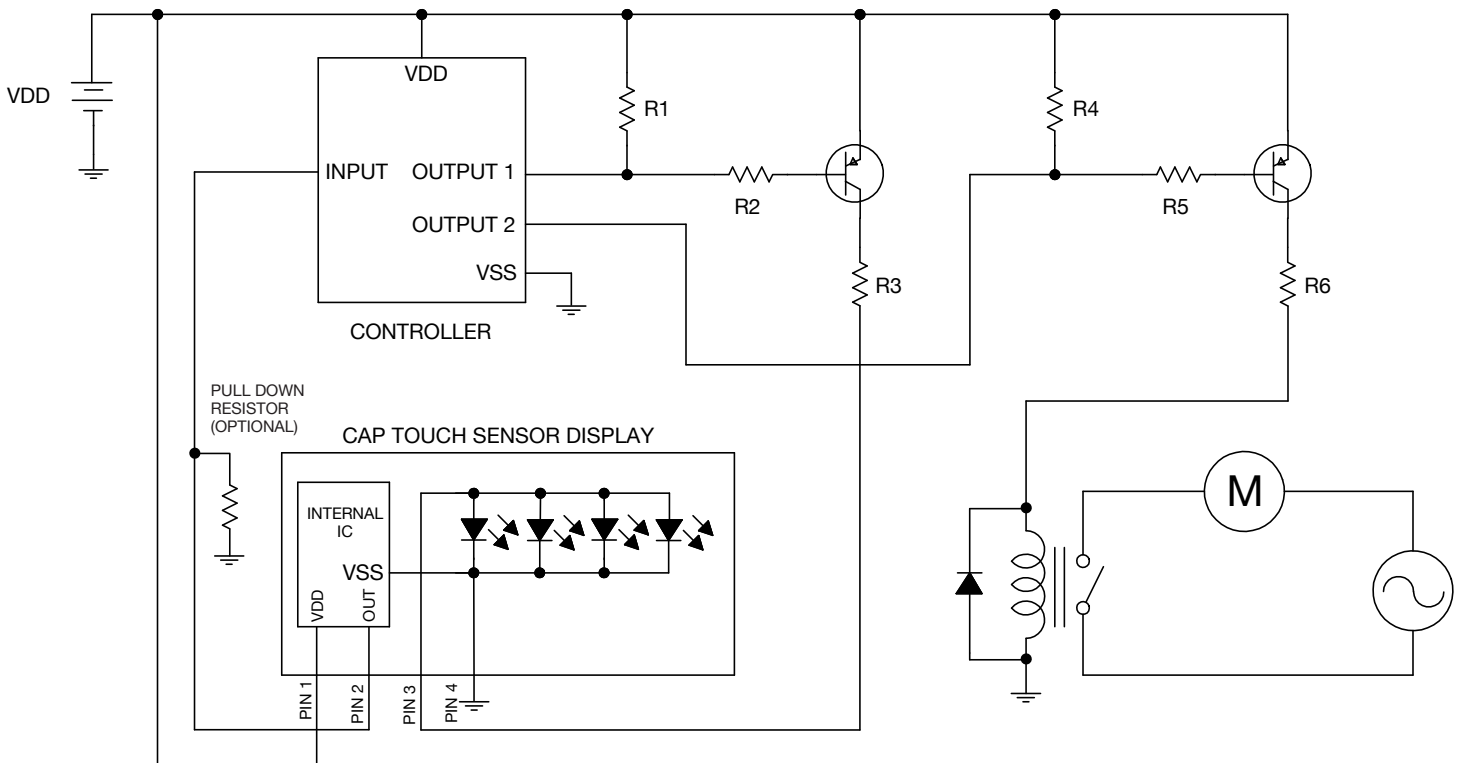 VDD
VDD
R1
R4
INPUT
OUTPUT 1
R2
R5
OUTPUT 2
VSS
R3
R6
CONTROLLER
PULL DOWN
RESISTOR
(OPTIONAL)
CAP TOUCH SENSOR DISPLAY
INTERNAL
IC
VSS
VDD
OUT
PIN 1
PIN 2
PIN 3
PIN 4
M